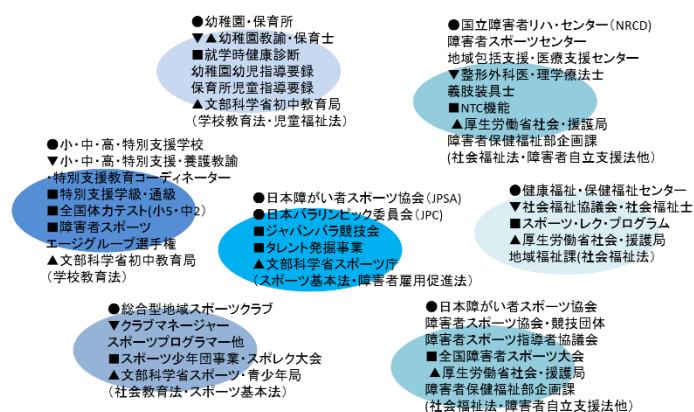 ●幼稚園・保育所
▼▲幼稚園教諭・保育士
■就学時健康診断
幼稚園幼児指導要録
保育所児童指導要録
▲文部科学省初中教育局
(学校教育法・児童福祉法)
●国立障害者リハ・センター(NRCD)
障害者スポーツセンター
地域包括支援・医療支援センター
▼整形外科医・理学療法士
義肢装具士
■NTC機能
▲厚生労働省社会・援護局
障害者保健福祉部企画課
(社会福祉法・障害者自立支援法他)
●小・中・高・特別支援学校
▼小・中・高・特別支援・養護教諭
・特別支援教育コーディネーター
■特別支援学級・通級
■全国体力テスト(小5・中2)
■障害者スポーツ
エージグループ選手権
▲文部科学省初中教育局
(学校教育法)
●日本障がい者スポーツ協会(JPSA)
●日本パラリンピック委員会(JPC)
■ジャパンパラ競技会
■タレント発掘事業
▲文部科学省スポーツ庁
(スポーツ基本法・障害者雇用促進法)
●健康福祉・保健福祉センター
▼社会福祉協議会・社会福祉士
■スポーツ・レク・プログラム
▲厚生労働省社会・援護局
地域福祉課(社会福祉法)
●総合型地域スポーツクラブ
▼クラブマネージャー
スポーツプログラマー他
■スポーツ少年団事業・スポレク大会
▲文部科学省スポーツ・青少年局
(社会教育法・スポーツ基本法)
●日本障がい者スポーツ協会
障害者スポーツ協会・競技団体
障害者スポーツ指導者協議会
■全国障害者スポーツ大会
▲厚生労働省社会・援護局
障害者保健福祉部企画課
(社会福祉法・障害者自立支援法他)